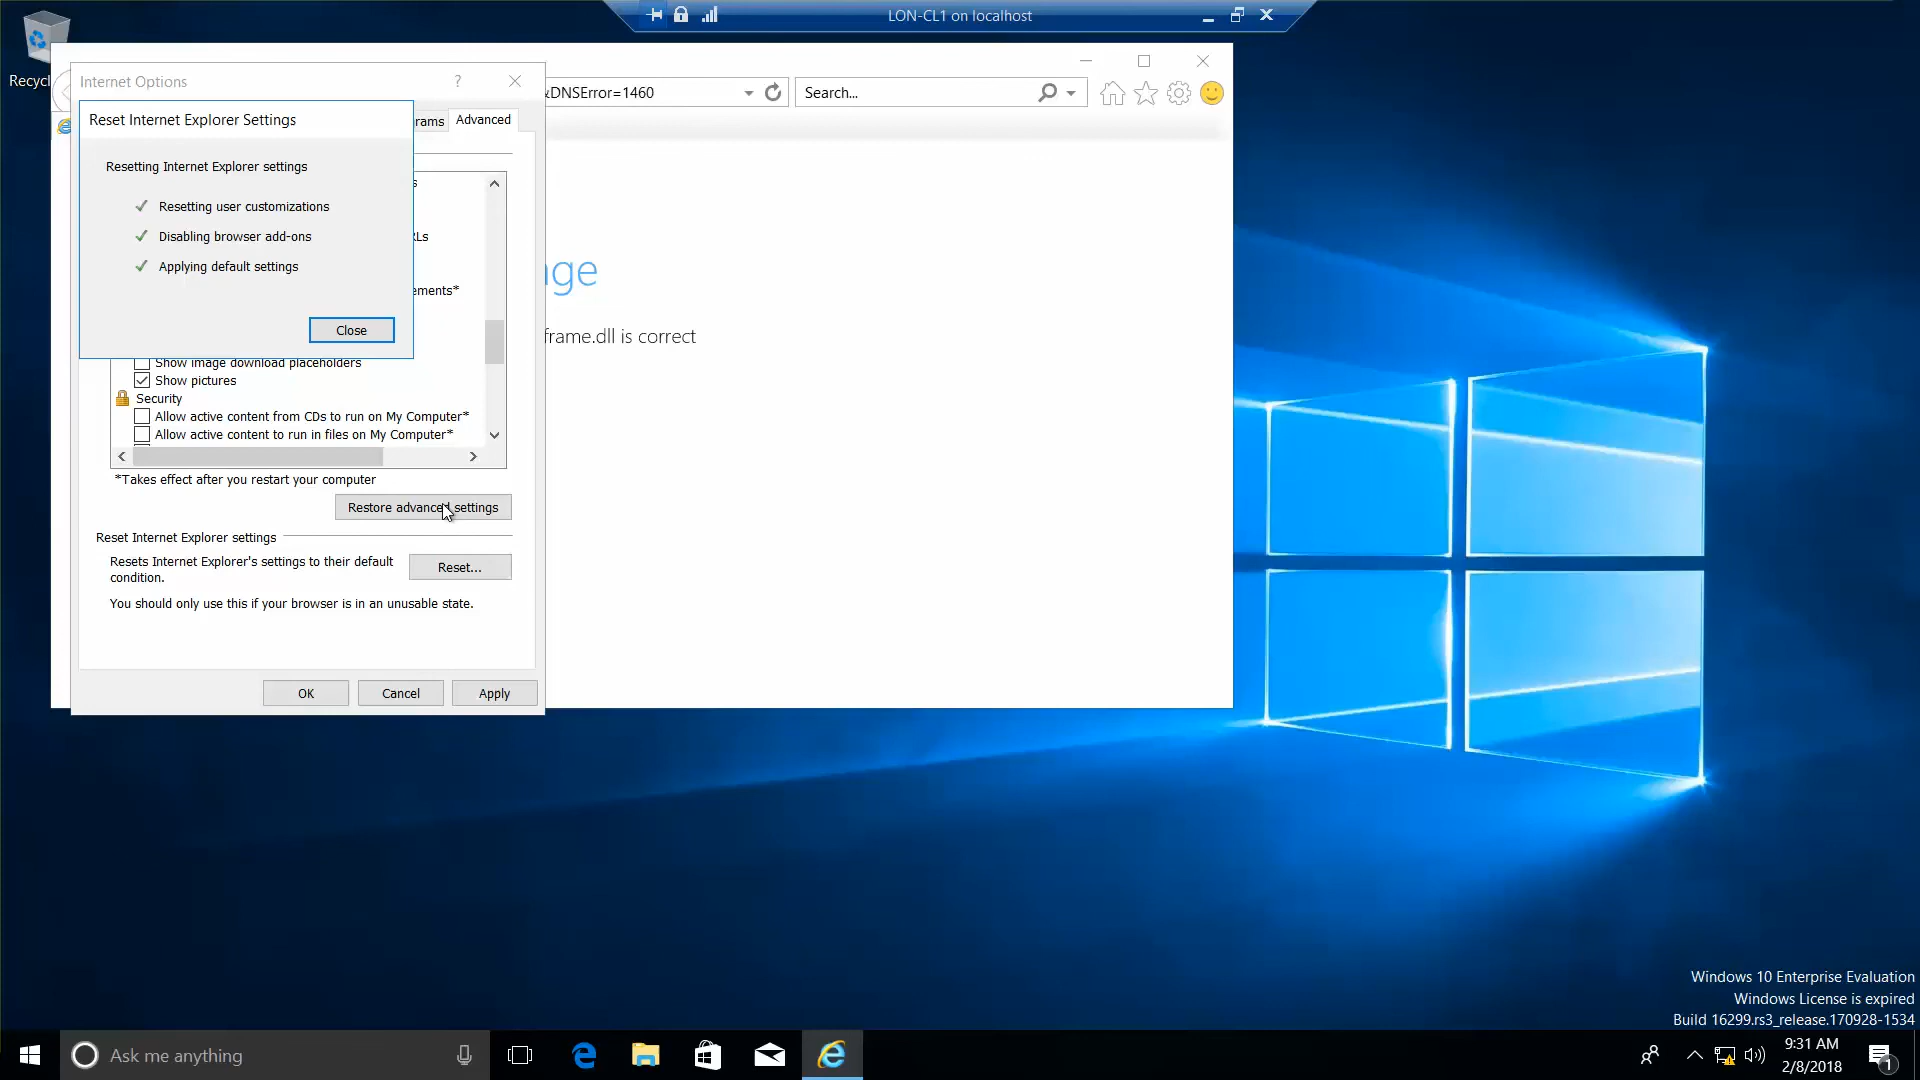 LON-CL1 on localhost
Recycl
Internet Options
?
&DNSError=1460
Search...
Reset Internet Explorer Settings
rams
Advanced
Resetting Internet Explorer settings
Resetting user customizations
Disabling browser add-ons
RLs
Applying default settings
ements*
ge
Close
frame.dll is correct
Show image download placeholders
Show pictures
Security
Allow active content from CDs to run on My Computer*
Allow active content to run in files on My Computer*
*Takes effect after you restart your computer
Restore advanced settings
Reset Internet Explorer settings
Resets Internet Explorer's settings to their default
condition.
Reset...
You should only use this if your browser is in an unusable state.
OK
Cancel
Apply
Windows 10 Enterprise Evaluation
Windows License is expired
Build 16299.rs3_release.170928-1534
Ask me anything
9:31 AM
2/8/2018
1